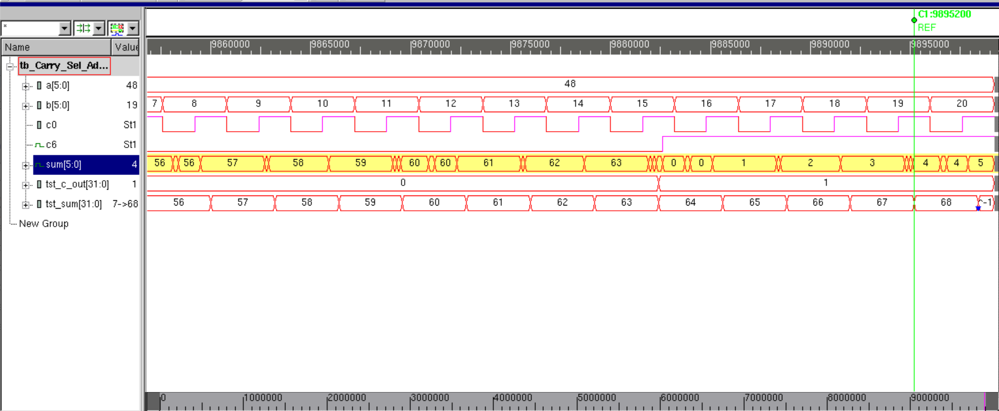 C1:9895200
REF
*
Name Value
9860000 9865000 9870000 9875000 9880000 9885000 9890000 9895000
tb_Carry_Sel_Ad...
a[5:0] 48 48
b[5:0] 19 7 8 9 10 11 12 13 14 15 16 17 18 19 20
c0 St1
c6 St1
sum[5:0] 4 56 56 57 58 59 60 60 61 62 63 0 0 1 2 3 4 4 5
tst_c_out[31:0] 1 0 1
tst_sum[31:0] 7->68 56 57 58 59 60 61 62 63 64 65 66 67 68 ^-1
New Group
0 1000000 2000000 3000000 4000000 5000000 6000000 7000000 8000000 9000000